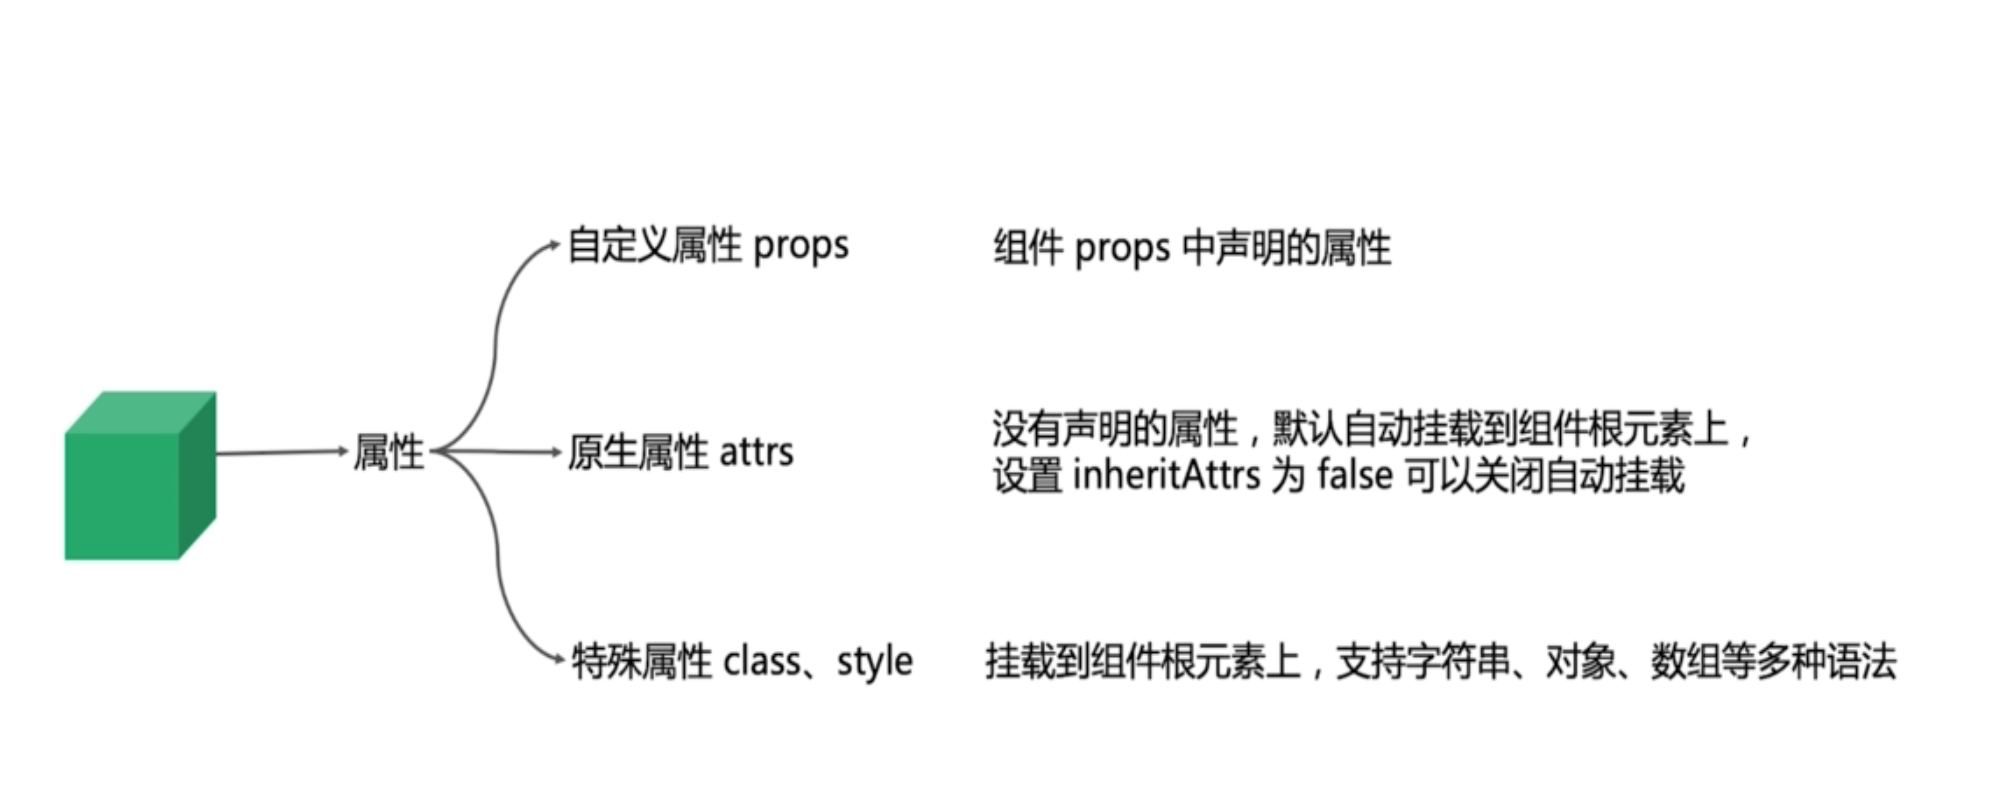 自定义属性 props
组件 props 中声明的属性
属性
原生属性 attrs
没有声明的属性，默认自动挂载到组件根元素上，
设置 inheritAttrs 为 false 可以关闭自动挂载
特殊属性 class、style
挂载到组件根元素上，支持字符串、对象、数组等多种语法